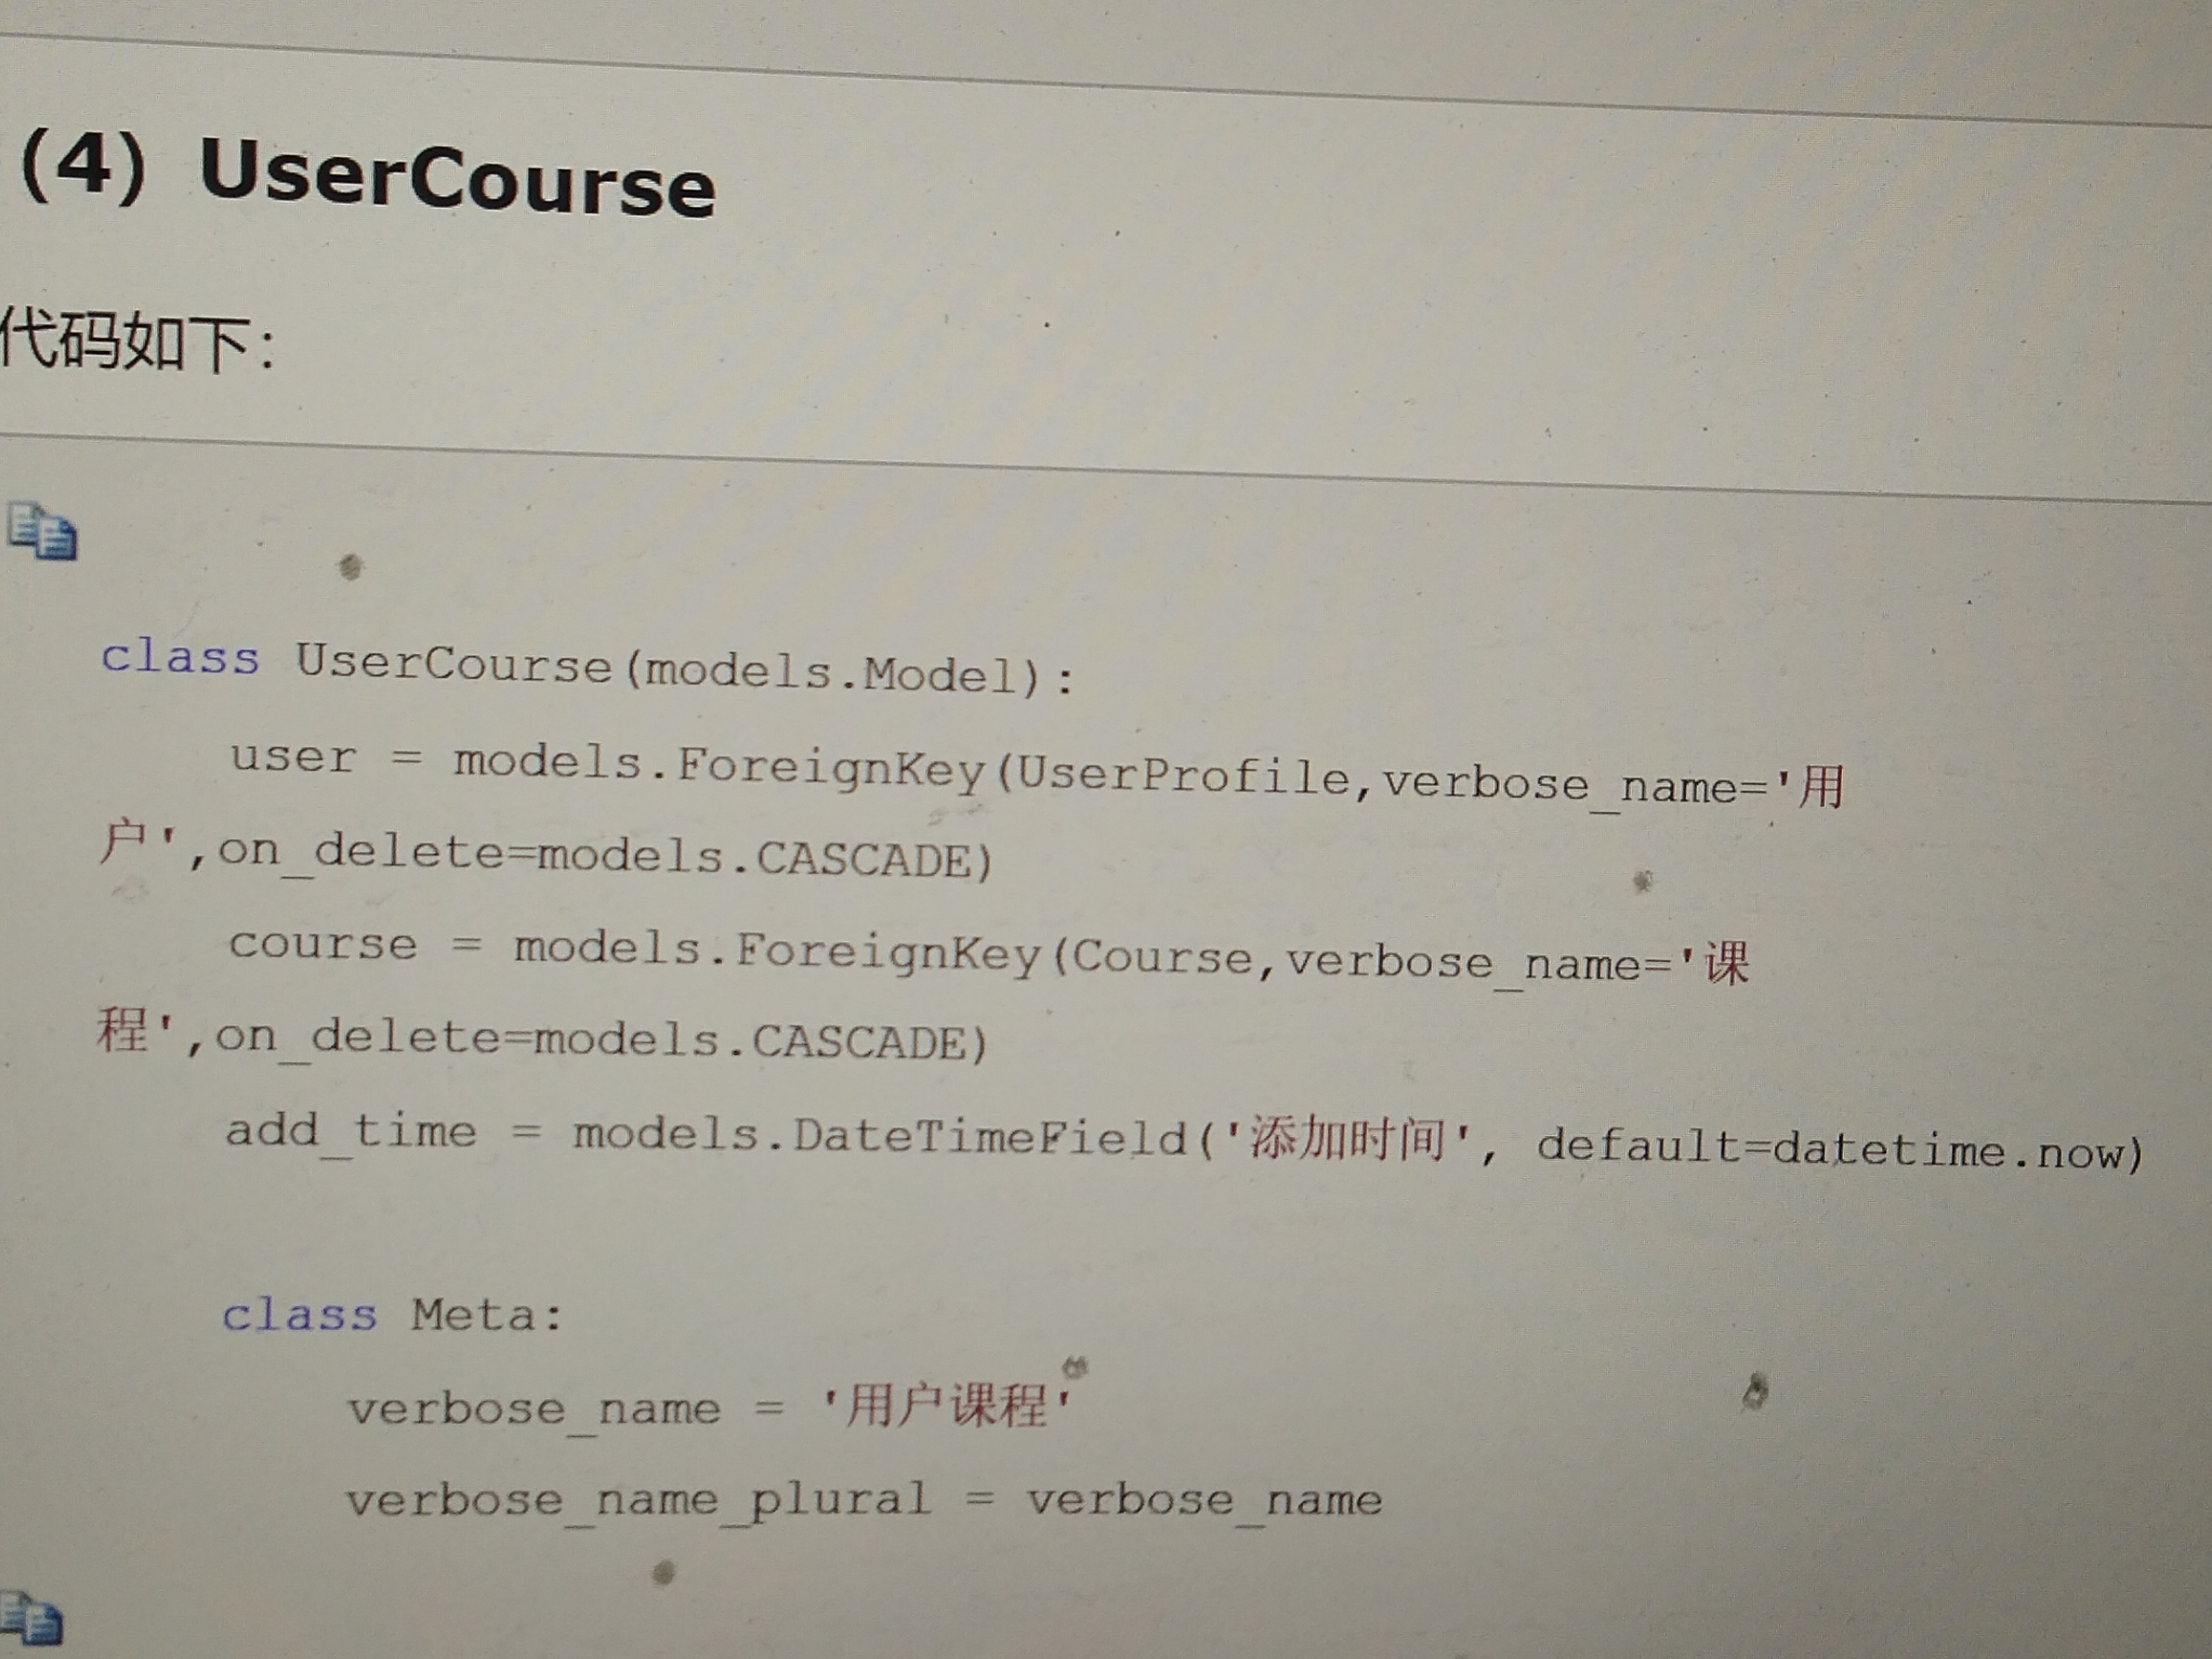 (4) UserCourse
代码如下:
class UserCourse(models.Model):
    user = models.ForeignKey(UserProfile,verbose_name='用
户',on_delete=models.CASCADE)
    course = models.ForeignKey(Course,verbose_name='课
程',on_delete=models.CASCADE)
    add_time = models.DateTimeField('添加时间', default=datetime.now)
    class Meta:
        verbose_name = '用户课程'
        verbose_name_plural = verbose_name